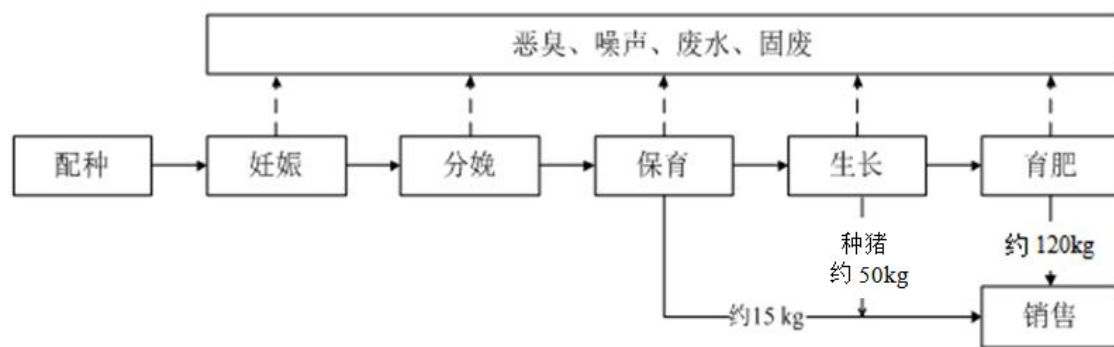 恶臭、噪声、废水、固废
配种
妊娠
分娩
保育
生长
育肥
种猪
约 50kg
约 120kg
约15 kg
销售